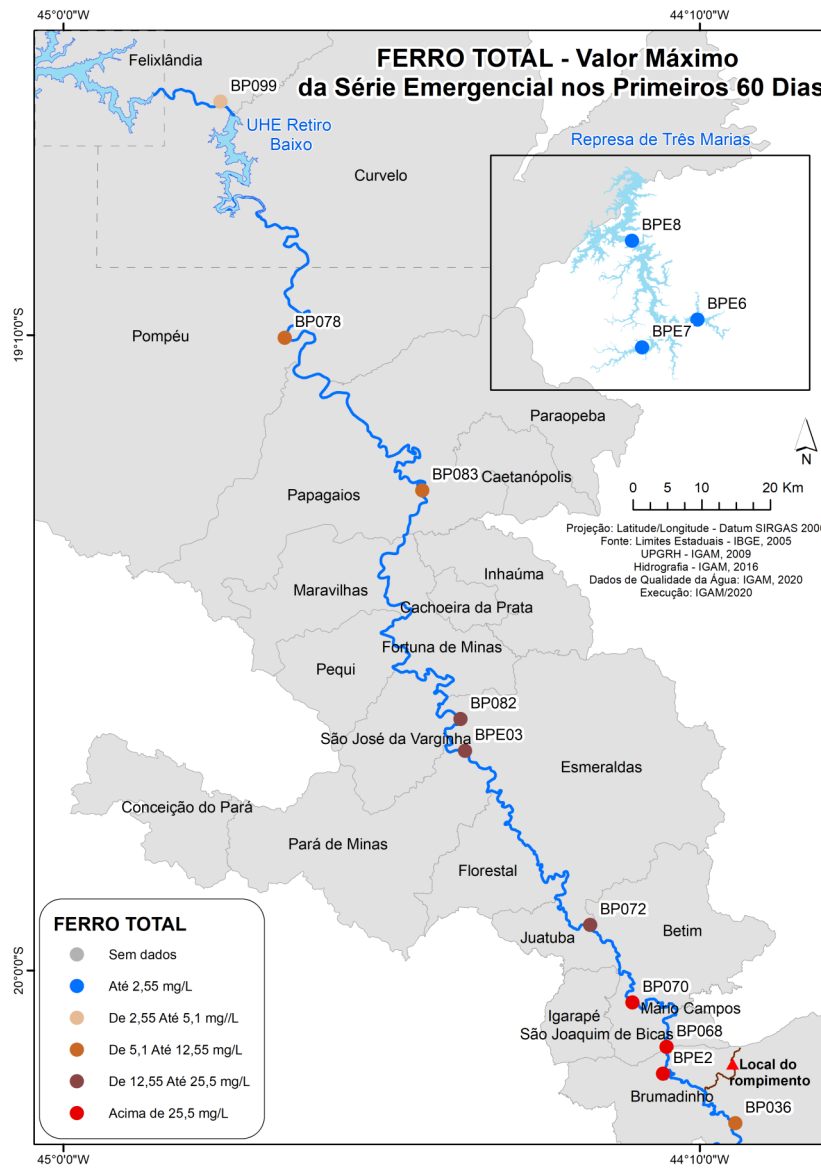 45°0'0"W
44°10'0"W
FERRO TOTAL - Valor Máximo
da Série Emergencial nos Primeiros 60 Dias
Felixlândia
BP099
UHE Retiro
Baixo
Curvelo
Represa de Três Marias
BPE8
BPE6
BPE7
19°10'0"S
Pompéu
BP078
Paraopeba
N
BP083
Caetanópolis
Papagaios
0 5 10 20 Km
Projeção: Latitude/Longitude - Datum SIRGAS 200
Fonte: Limites Estaduais - IBGE, 2005
UPGRH - IGAM, 2009
Hidrografia - IGAM, 2016
Dados de Qualidade da Água: IGAM, 2020
Execução: IGAM/2020
Inhaúma
Maravilhas
Cachoeira da Prata
Fortuna de Minas
Pequi
BP082
São José da Varginha
BPE03
Esmeraldas
Conceição do Pará
Pará de Minas
Florestal
BP072
Juatuba
Betim
20°0'0"S
BP070
Mário Campos
Igarapé
São Joaquim de Bicas
BP068
BPE2
Local do
rompimento
Brumadinho
BP036
FERRO TOTAL
Sem dados
Até 2,55 mg/L
De 2,55 Até 5,1 mg//L
De 5,1 Até 12,55 mg/L
De 12,55 Até 25,5 mg/L
Acima de 25,5 mg/L
45°0'0"W
44°10'0"W